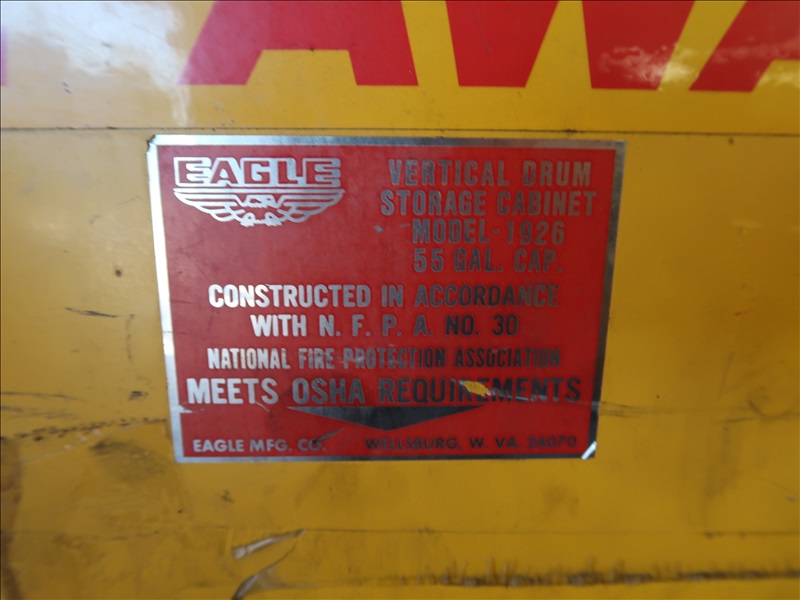 AWA
EAGLE
VERTICAL DRUM
STORAGE CABINET
MODEL-1926
55 GAL. CAP.
CONSTRUCTED IN ACCORDANCE
WITH N. F. P. A. NO. 30
NATIONAL FIRE PROTECTION ASSOCIATION
MEETS OSHA REQUIREMENTS
EAGLE MFG. CO. WELLSBURG, W. VA. 26070